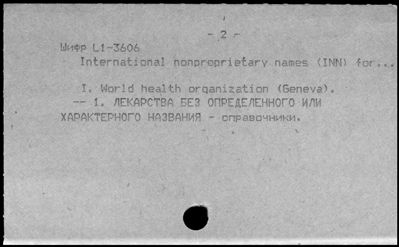 - 2 -
Шифр L1-3606
International nonproprietary names (INN) for...
I. World health organization (Geneva).
-- 1. ЛЕКАРСТВА БЕЗ ОПРЕДЕЛЕННОГО ИЛИ
ХАРАКТЕРНОГО НАЗВАНИЯ - справочники.